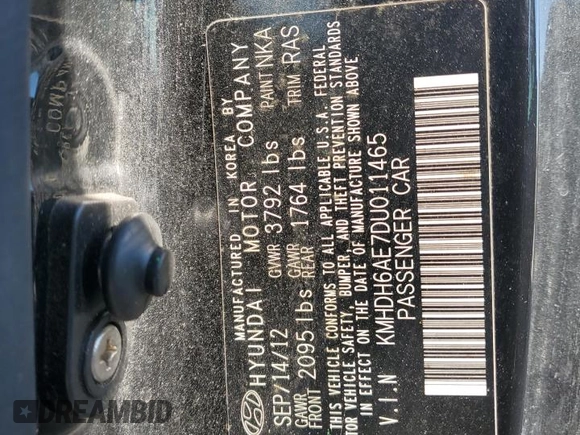 MANUFACTURED IN KOREA BY
HYUNDAI MOTOR COMPANY
SEP/14/12 GVWR 3792 lbs PAINT NKA
GAWR FRONT 2095 lbs GAWR REAR 1764 lbs TRIM RAS
THIS VEHICLE CONFORMS TO ALL APPLICABLE U.S.A. FEDERAL
MOTOR VEHICLE SAFETY, BUMPER, AND THEFT PREVENTION STANDARDS
IN EFFECT ON THE DATE OF MANUFACTURE SHOWN ABOVE
V.I.N KMHDH6AE7DU011465
PASSENGER CAR
DREAMBID